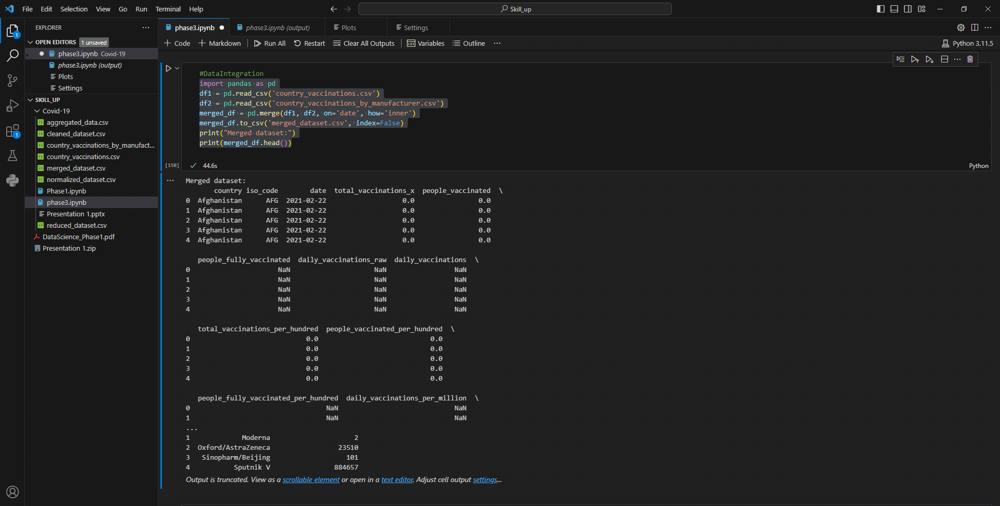 File Edit Selection View Go Run Terminal Help
Skill_up
EXPLORER
OPEN EDITORS 1 unsaved
phase3.ipynb Covid-19
phase3.ipynb (output)
Plots
Settings
SKILL_UP
Covid-19
aggregated_data.csv
cleaned_dataset.csv
country_vaccinations_by_manufact...
country_vaccinations.csv
merged_dataset.csv
normalized_dataset.csv
Phase1.ipynb
phase3.ipynb
Presentation 1.pptx
reduced_dataset.csv
DataScience_Phase1.pdf
Presentation 1.zip
1
1
phase3.ipynb phase3.ipynb (output) Plots Settings
Code Markdown Run All Restart Clear All Outputs Variables Outline ... Python 3.11.5
#DataIntegration
import pandas as pd
df1 = pd.read_csv('country_vaccinations.csv')
df2 = pd.read_csv('country_vaccinations_by_manufacturer.csv')
merged_df = pd.merge(df1, df2, on='date', how='inner')
merged_df.to_csv('merged_dataset.csv', index=False)
print("Merged dataset:")
print(merged_df.head())
[150] 44.6s Python
Merged dataset:
country iso_code date total_vaccinations_x people_vaccinated \
0 Afghanistan AFG 2021-02-22 0.0 0.0
1 Afghanistan AFG 2021-02-22 0.0 0.0
2 Afghanistan AFG 2021-02-22 0.0 0.0
3 Afghanistan AFG 2021-02-22 0.0 0.0
4 Afghanistan AFG 2021-02-22 0.0 0.0
people_fully_vaccinated daily_vaccinations_raw daily_vaccinations \
0 NaN NaN NaN
1 NaN NaN NaN
2 NaN NaN NaN
3 NaN NaN NaN
4 NaN NaN NaN
total_vaccinations_per_hundred people_vaccinated_per_hundred \
0 0.0 0.0
1 0.0 0.0
2 0.0 0.0
3 0.0 0.0
4 0.0 0.0
people_fully_vaccinated_per_hundred daily_vaccinations_per_million \
0 NaN NaN
1 NaN NaN
...
1 Moderna 2
2 Oxford/AstraZeneca 23510
3 Sinopharm/Beijing 101
4 Sputnik V 884657
Output is truncated. View as a scrollable element or open in a text editor. Adjust cell output settings...